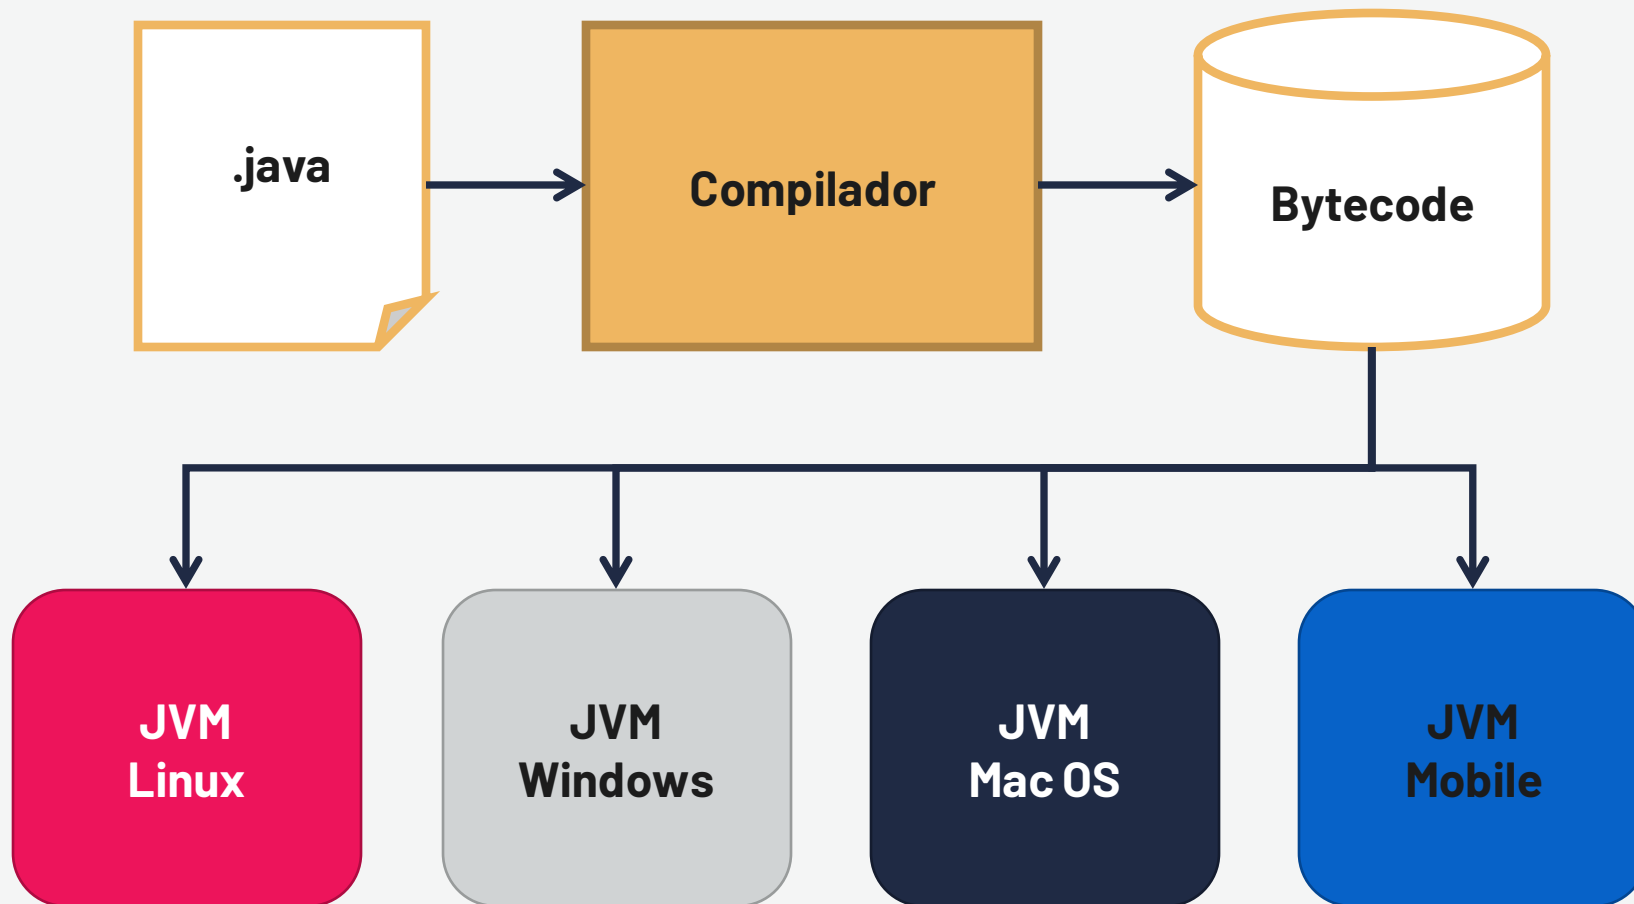 .java
Compilador
Bytecode
JVM
Linux
JVM
Windows
JVM
Mac OS
JVM
Mobile